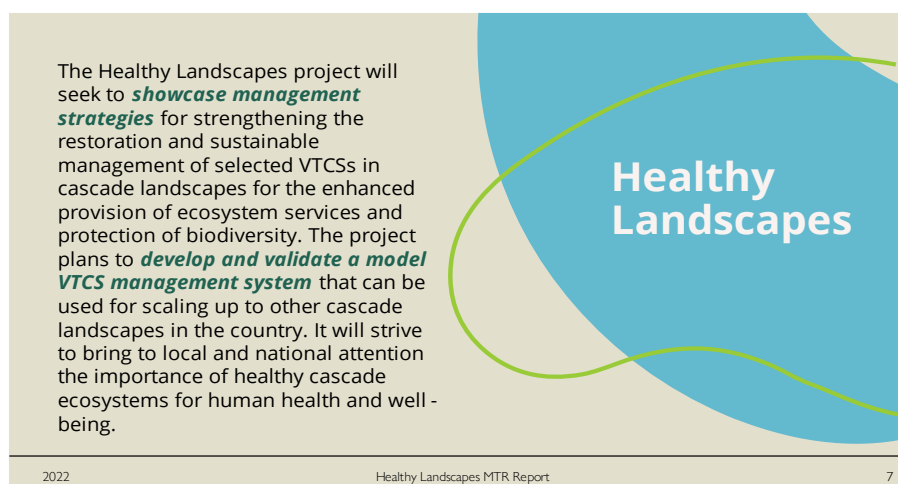 The Healthy Landscapes project will
seek to showcase management
strategies for strengthening the
restoration and sustainable
management of selected VTCSs in
cascade landscapes for the enhanced
provision of ecosystem services and
protection of biodiversity. The project
plans to develop and validate a model
VTCS management system that can be
used for scaling up to other cascade
landscapes in the country. It will strive
to bring to local and national attention
the importance of healthy cascade
ecosystems for human health and well -
being.
Healthy
Landscapes
2022
Healthy Landscapes MTR Report
7